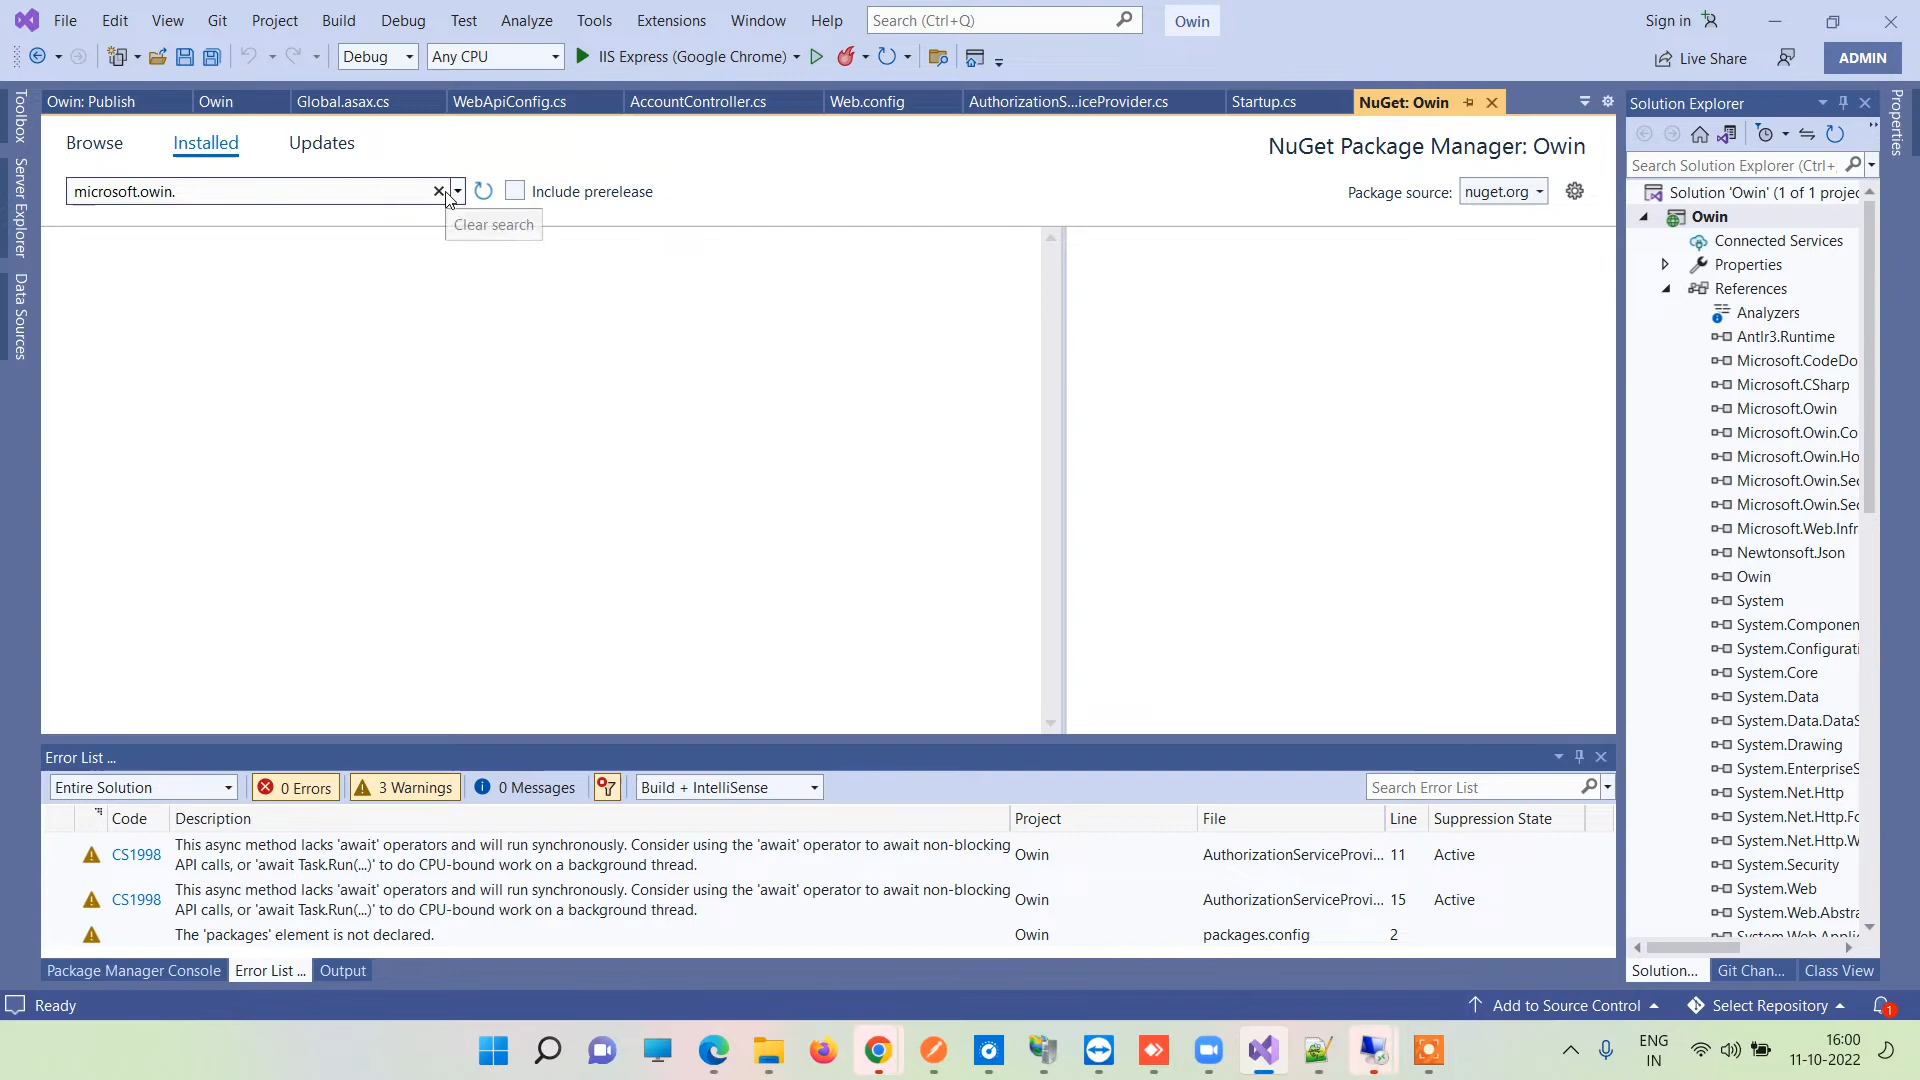 File Edit View Git Project Build Debug Test Analyze Tools Extensions Window Help Search (Ctrl+Q) Owin Sign in
Debug Any CPU IIS Express (Google Chrome) Live Share ADMIN
Toolbox
Server Explorer
Data Sources
Owin: Publish Owin Global.asax.cs WebApiConfig.cs AccountController.cs Web.config AuthorizationS...iceProvider.cs Startup.cs NuGet: Owin
Browse Installed Updates
NuGet Package Manager: Owin
microsoft.owin. Include prerelease
Package source: nuget.org
Clear search
Solution Explorer
Search Solution Explorer (Ctrl+;
Solution 'Owin' (1 of 1 projec
Owin
Connected Services
Properties
References
Analyzers
Antlr3.Runtime
Microsoft.CodeDo
Microsoft.CSharp
Microsoft.Owin
Microsoft.Owin.Co
Microsoft.Owin.Ho
Microsoft.Owin.Sec
Microsoft.Owin.Sec
Microsoft.Web.Infr
Newtonsoft.Json
Owin
System
System.Componen
System.Configurati
System.Core
System.Data
System.Data.DataS
System.Drawing
System.EnterpriseS
System.Net.Http
System.Net.Http.Fo
System.Net.Http.W
System.Security
System.Web
System.Web.Abstra
System.Web.Applic
Solution... Git Chan... Class View
Properties
Error List ...
Entire Solution 0 Errors 3 Warnings 0 Messages Build + IntelliSense Search Error List
Code Description Project File Line Suppression State
CS1998 This async method lacks 'await' operators and will run synchronously. Consider using the 'await' operator to await non-blocking API calls, or 'await Task.Run(...)' to do CPU-bound work on a background thread. Owin AuthorizationServiceProvi... 11 Active
CS1998 This async method lacks 'await' operators and will run synchronously. Consider using the 'await' operator to await non-blocking API calls, or 'await Task.Run(...)' to do CPU-bound work on a background thread. Owin AuthorizationServiceProvi... 15 Active
The 'packages' element is not declared. Owin packages.config 2
Package Manager Console Error List ... Output
Ready Add to Source Control Select Repository 1
ENG
IN
16:00
11-10-2022